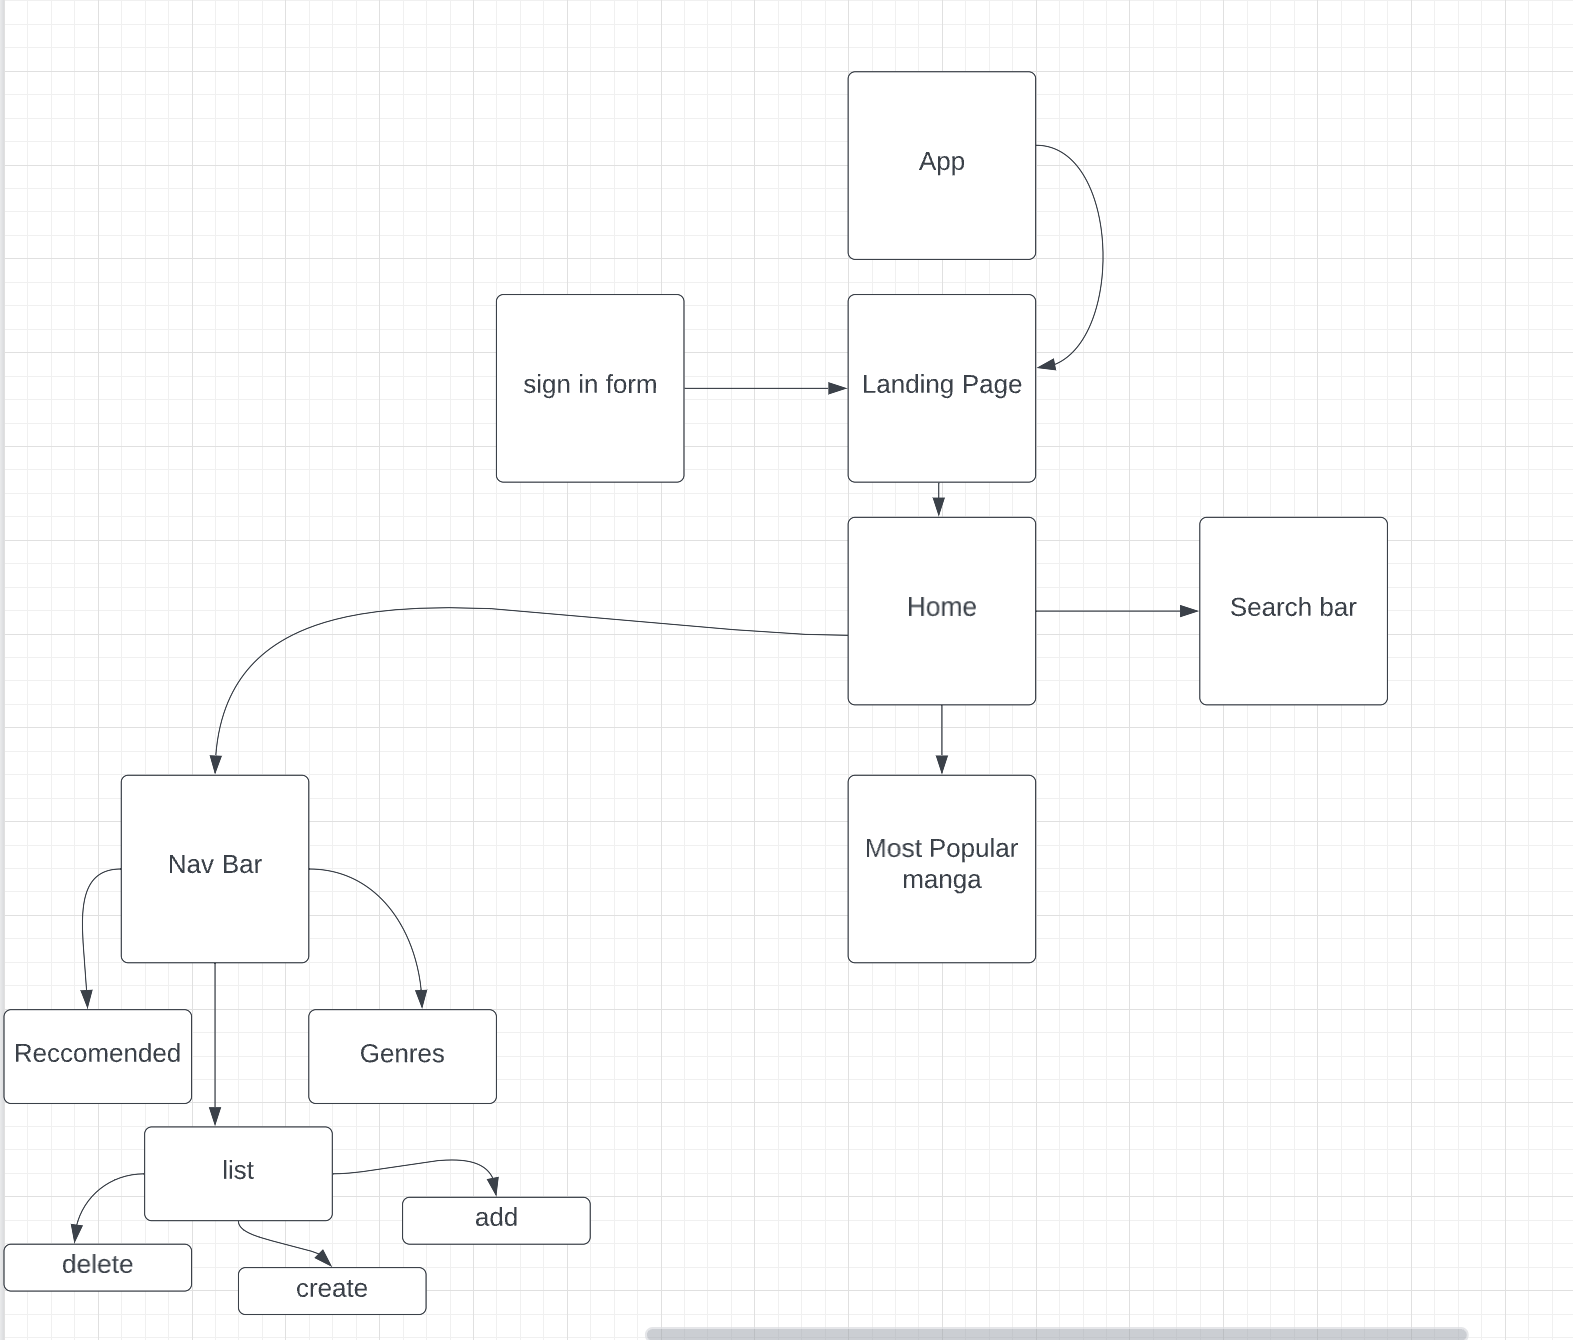 App
sign in form
Landing Page
Home
Search bar
Nav Bar
Most Popular
manga
Reccomended
Genres
list
add
delete
create